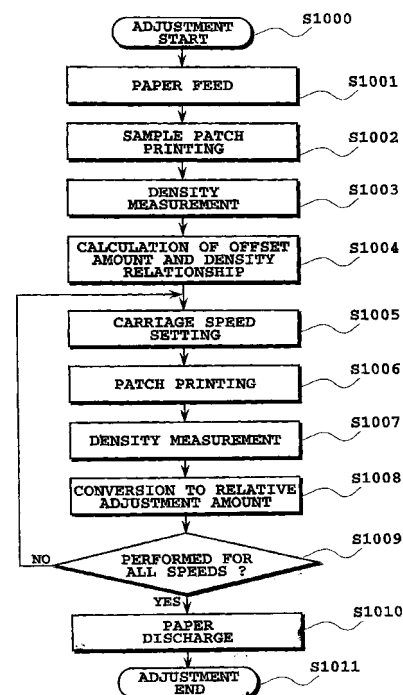 ADJUSTMENT
START
S1000
PAPER FEED
S1001
SAMPLE PATCH
PRINTING
S1002
DENSITY
MEASUREMENT
S1003
CALCULATION OF OFFSET
AMOUNT AND DENSITY
RELATIONSHIP
S1004
CARRIAGE SPEED
SETTING
S1005
PATCH PRINTING
S1006
DENSITY MEASUREMENT
S1007
CONVERSION TO RELATIVE
ADJUSTMENT AMOUNT
S1008
PERFORMED FOR
ALL SPEEDS ?
S1009
NO
YES
PAPER
DISCHARGE
S1010
ADJUSTMENT
END
S1011